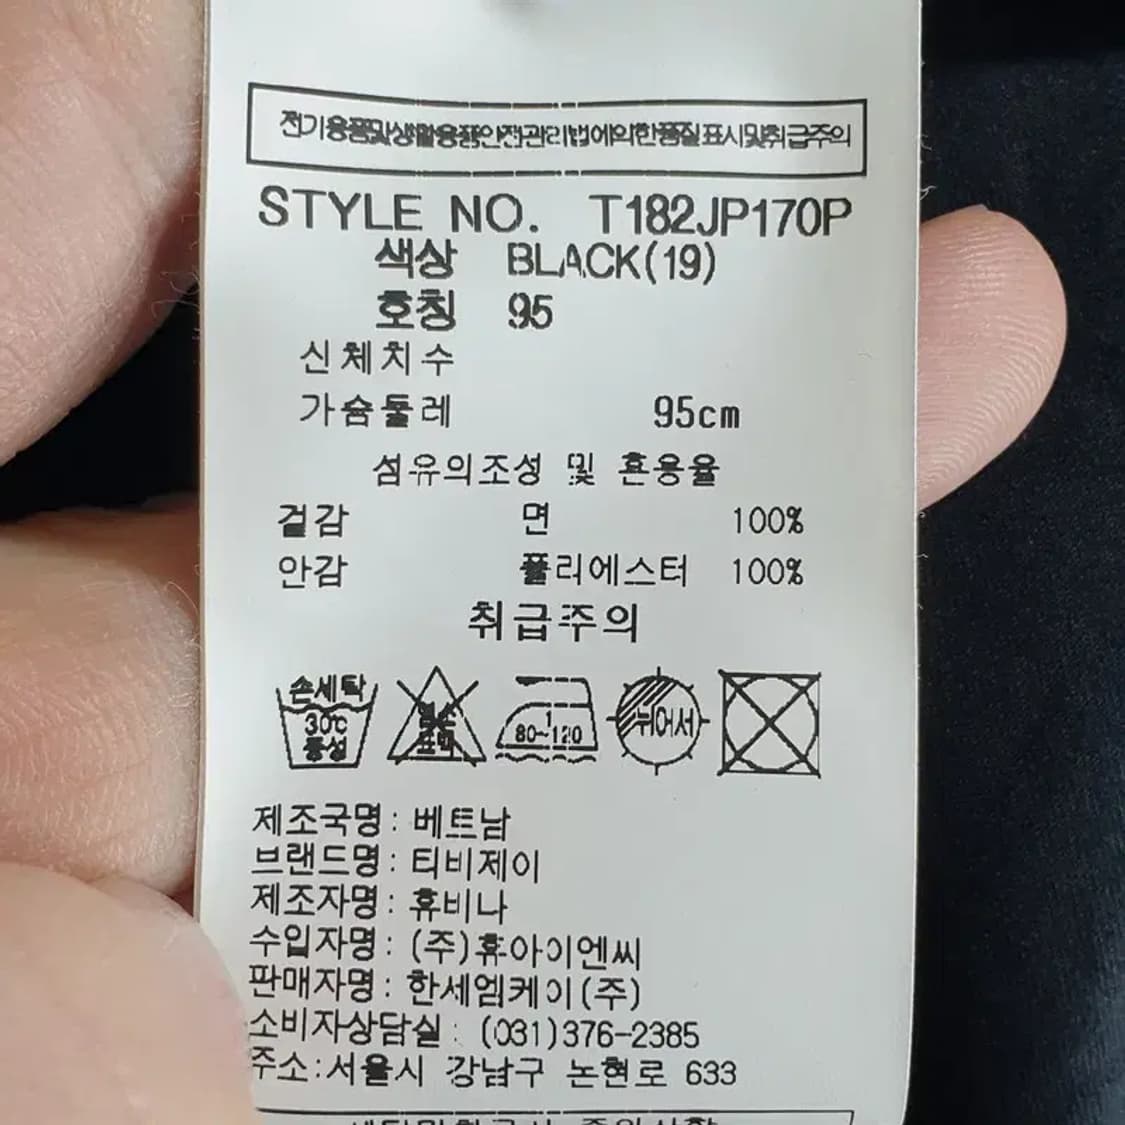 전기용품및생활용품안전관리법에의한품질표시및취급주의
STYLE NO. T182JP170P
색상 BLACK(19)
호칭 95
신체치수
가슴둘레 95cm
섬유의조성 및 혼용율
겉감 면 100%
안감 폴리에스터 100%
취급주의
손세탁 30℃ 중성
염소 표백
1 80~120
뉘어서
제조국명: 베트남
브랜드명: 티비제이
제조자명: 휴비나
수입자명: (주)휴아이엔씨
판매자명: 한세엠케이(주)
소비자상담실: (031)376-2385
주소:서울시 강남구 논현로 633